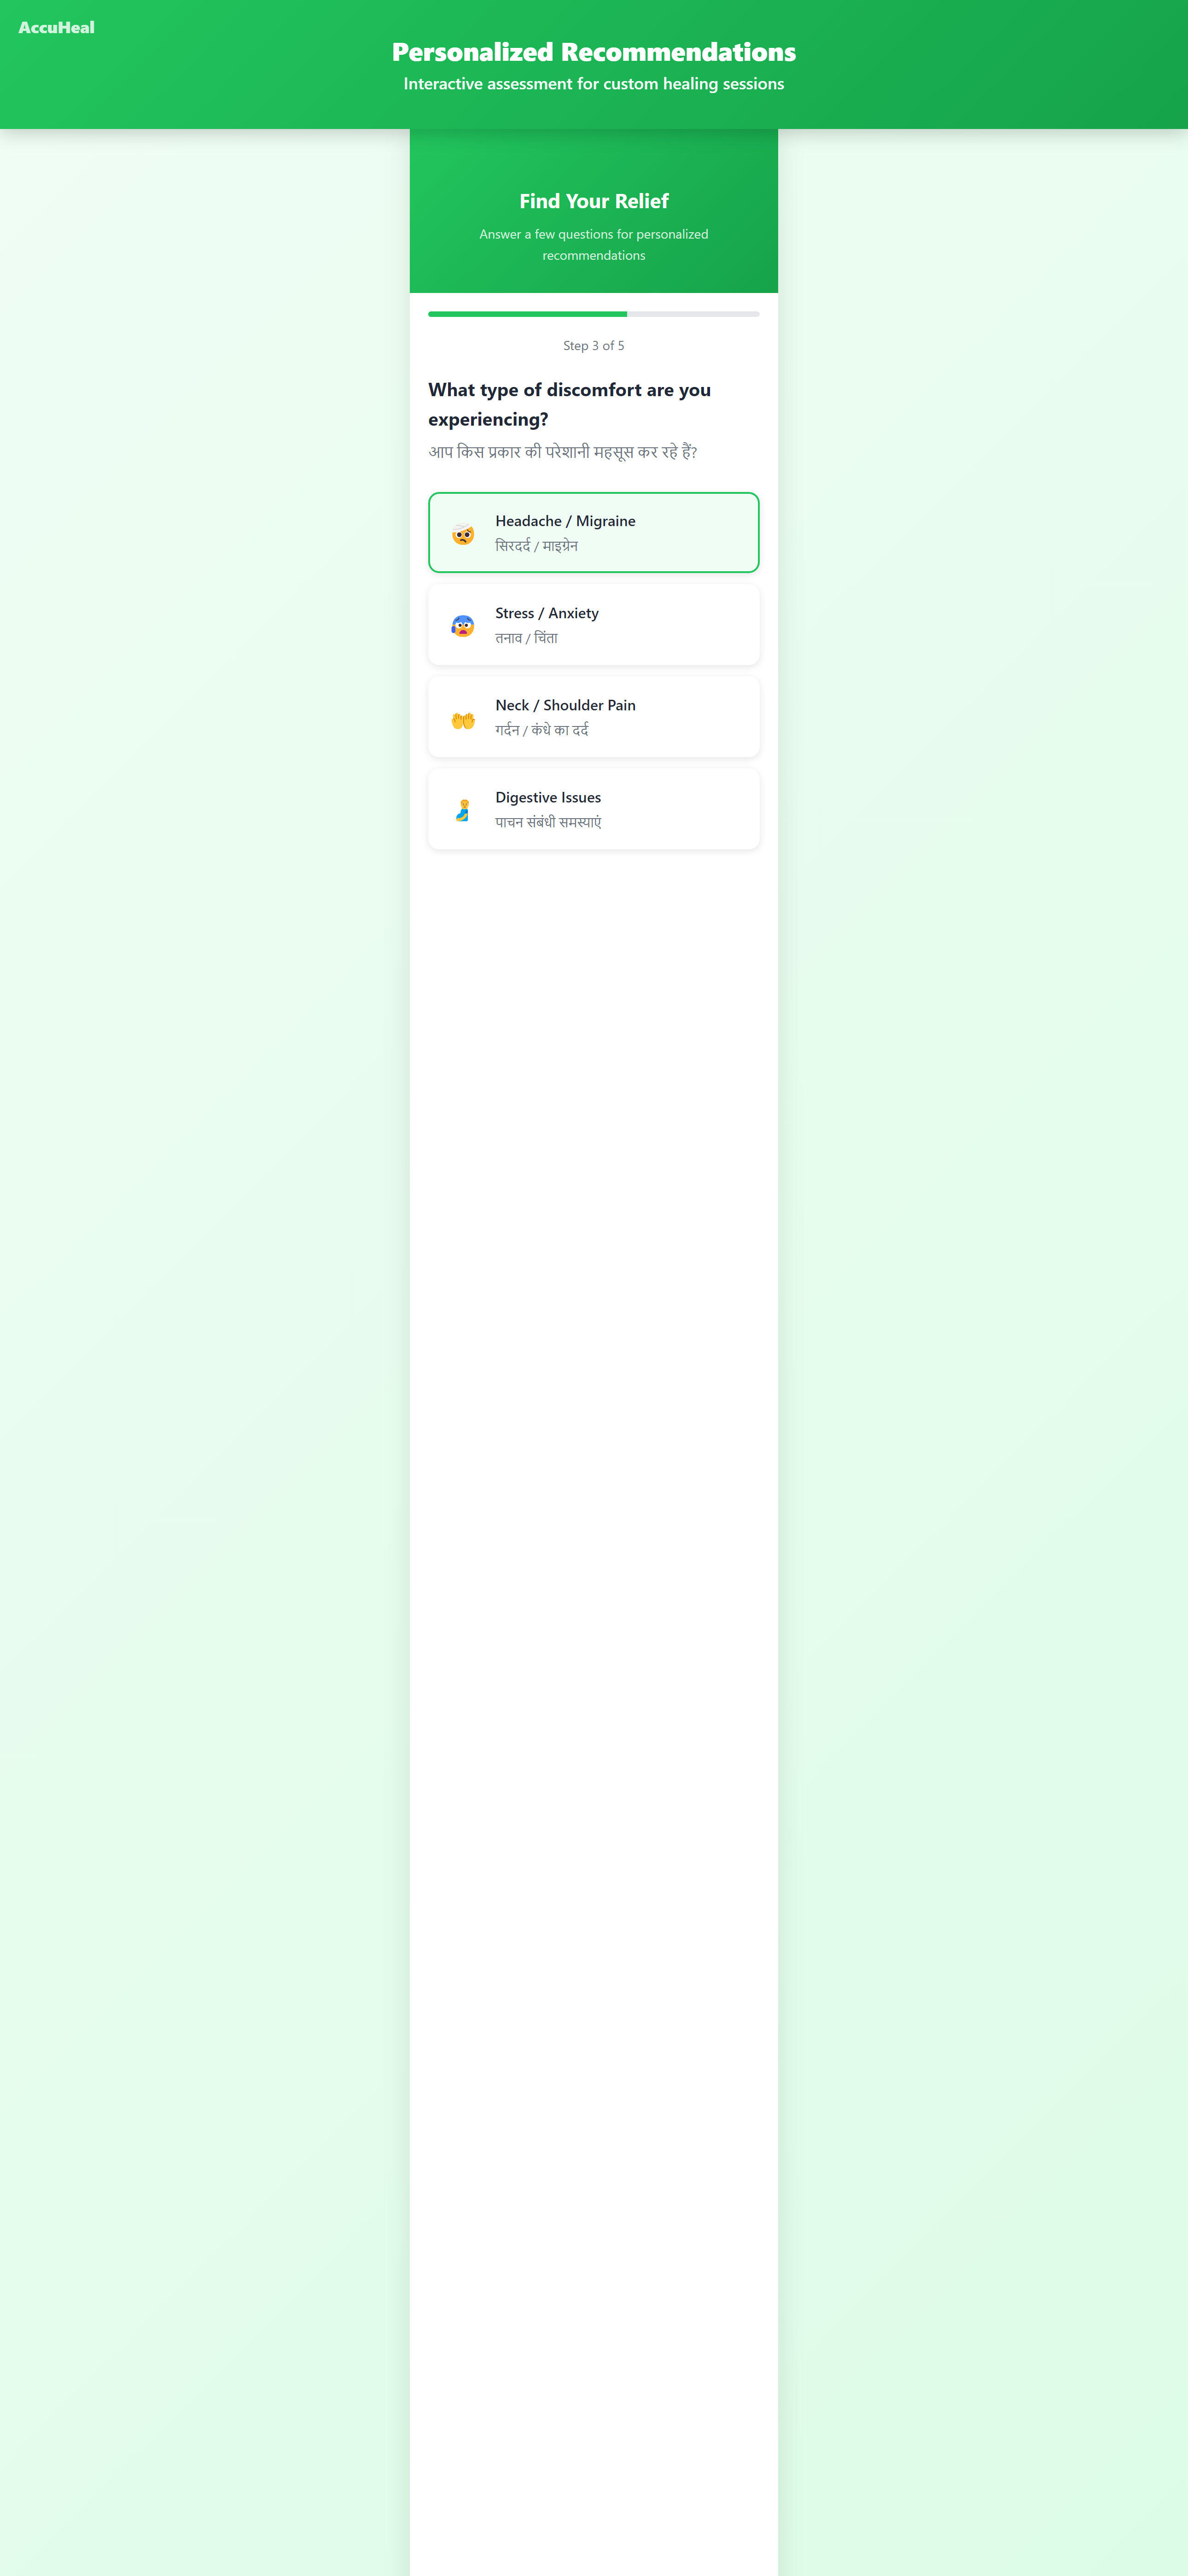 AccuHeal
Personalized Recommendations
Interactive assessment for custom healing sessions
Find Your Relief
Answer a few questions for personalized
recommendations
Step 3 of 5
What type of discomfort are you
experiencing?
आप किस प्रकार की परेशानी महसूस कर रहे हैं?
Headache / Migraine
सिरदर्द / माइग्रेन
Stress / Anxiety
तनाव / चिंता
Neck / Shoulder Pain
गर्दन / कंधे का दर्द
Digestive Issues
पाचन संबंधी समस्याएं